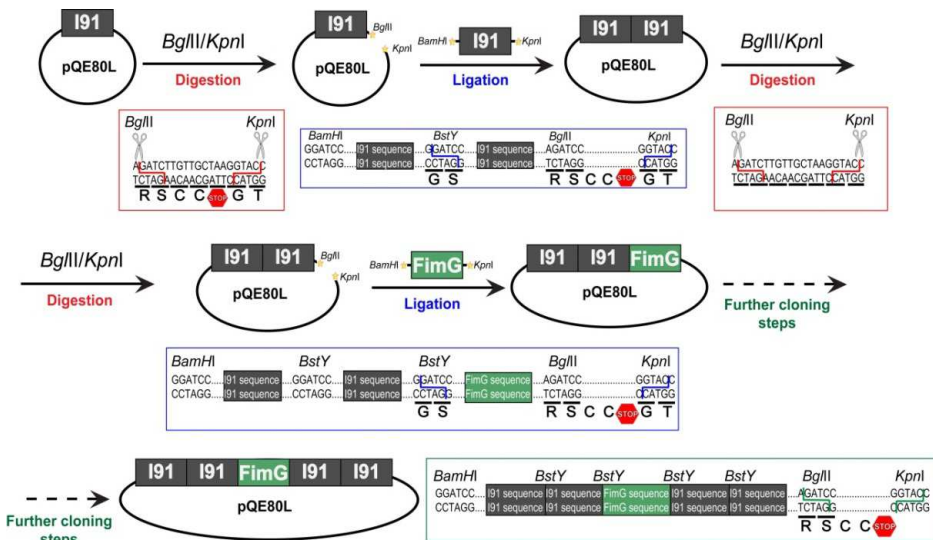 I91
pQE80L
BglII/KpnI
Digestion
I91
BglII
KpnI
pQE80L
BamHI I91 KpnI
Ligation
I91 I91
pQE80L
BglII/KpnI
Digestion
BglII KpnI
AGATCTTGTTGCTAAGGTACC
TCTAGAACAACGATTCCATGG
R S C C STOP G T
BamHI BstY BglII KpnI
GGATCC I91 sequence ...GGATCC... I91 sequence AGATCC GGTACC
CCTAGG I91 sequence ...CCTAGG... I91 sequence TCTAGG CCATGG
G S R S C C STOP G T
BglII KpnI
AGATCTTGTTGCTAAGGTACC
TCTAGAACAACGATTCCATGG
BglII/KpnI
Digestion
I91 I91
BglII
KpnI
pQE80L
BamHI FimG KpnI
Ligation
I91 I91 FimG
pQE80L
Further cloning
steps
BamHI BstY BstY BglII KpnI
GGATCC I91 sequence GGATCC I91 sequence GGATCC FimG sequence AGATCC GGTACC
CCTAGG I91 sequence CCTAGG I91 sequence CCTAGG FimG sequence TCTAGG CCATGG
G S R S C C STOP G T
Further cloning
steps
I91 I91 FimG I91 I91
pQE80L
BamHI BstY BstY BstY BstY BglII KpnI
GGATCC I91 sequence I91 sequence FimG sequence I91 sequence I91 sequence AGATCC GGTACC
CCTAGG I91 sequence I91 sequence FimG sequence I91 sequence I91 sequence TCTAGG CCATGG
R S C C STOP